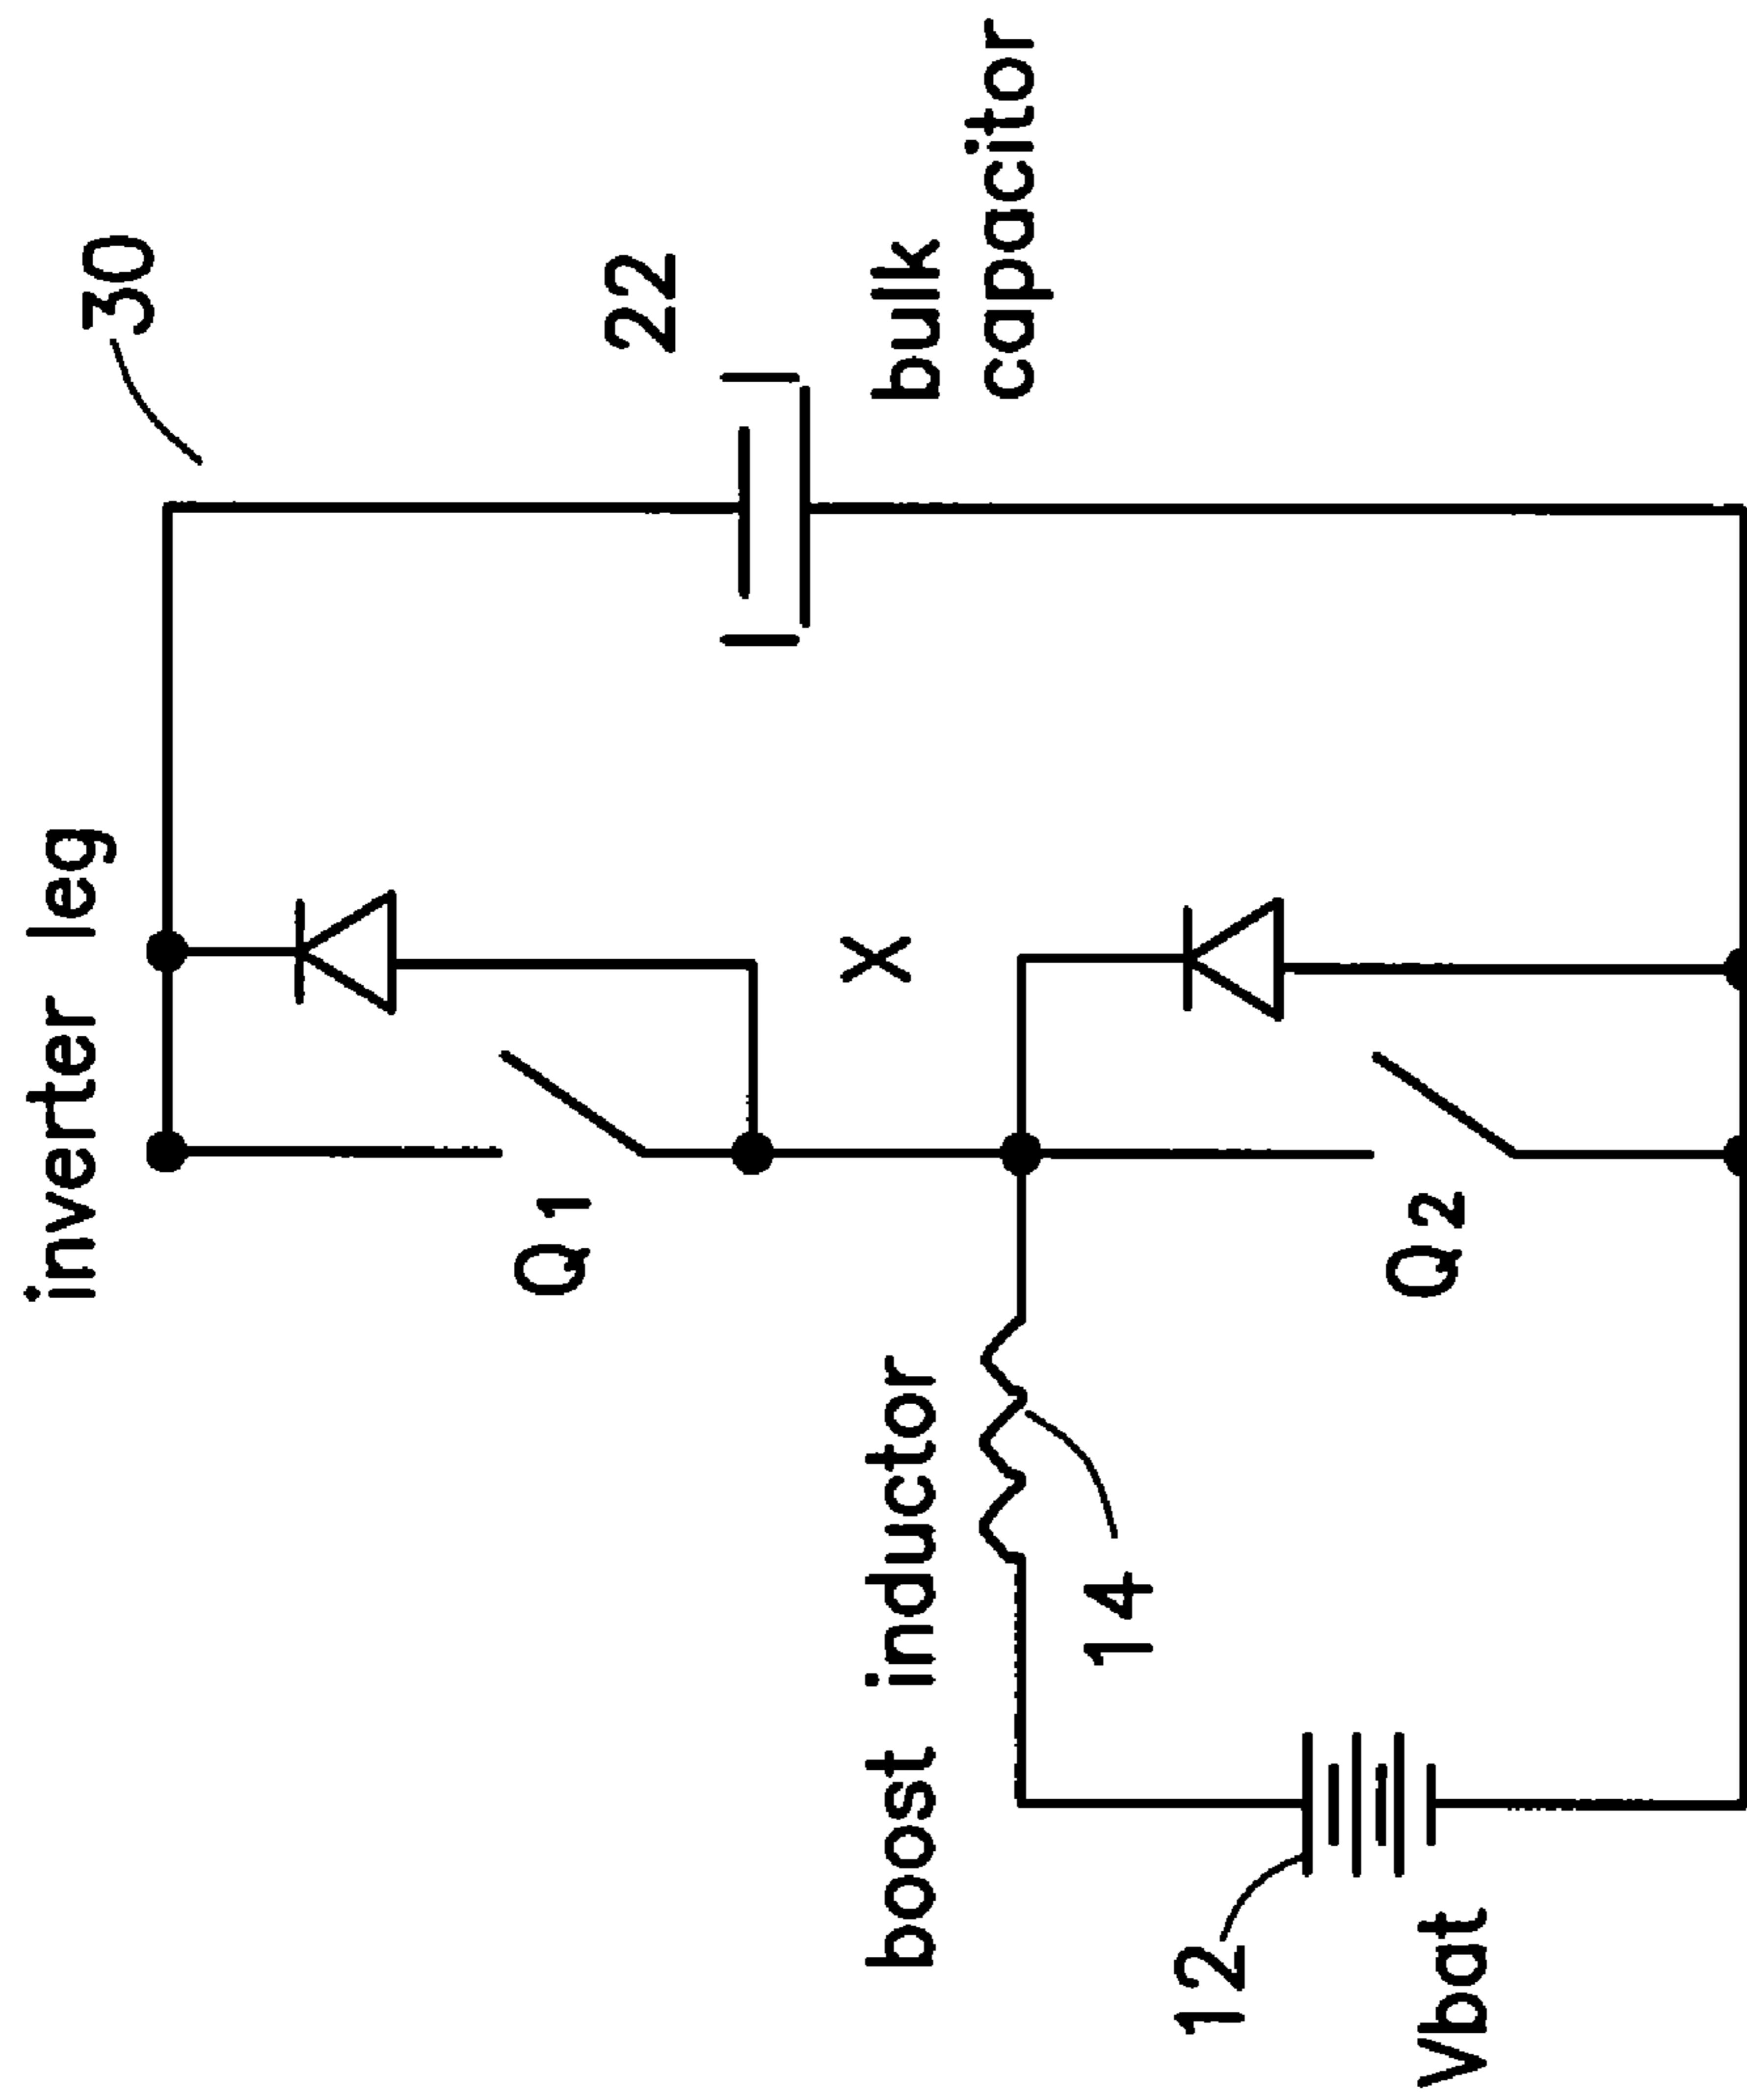 inverter leg
30
Q1
22
bulk
capacitor
X
boost inductor
14
Q2
12
Vbat